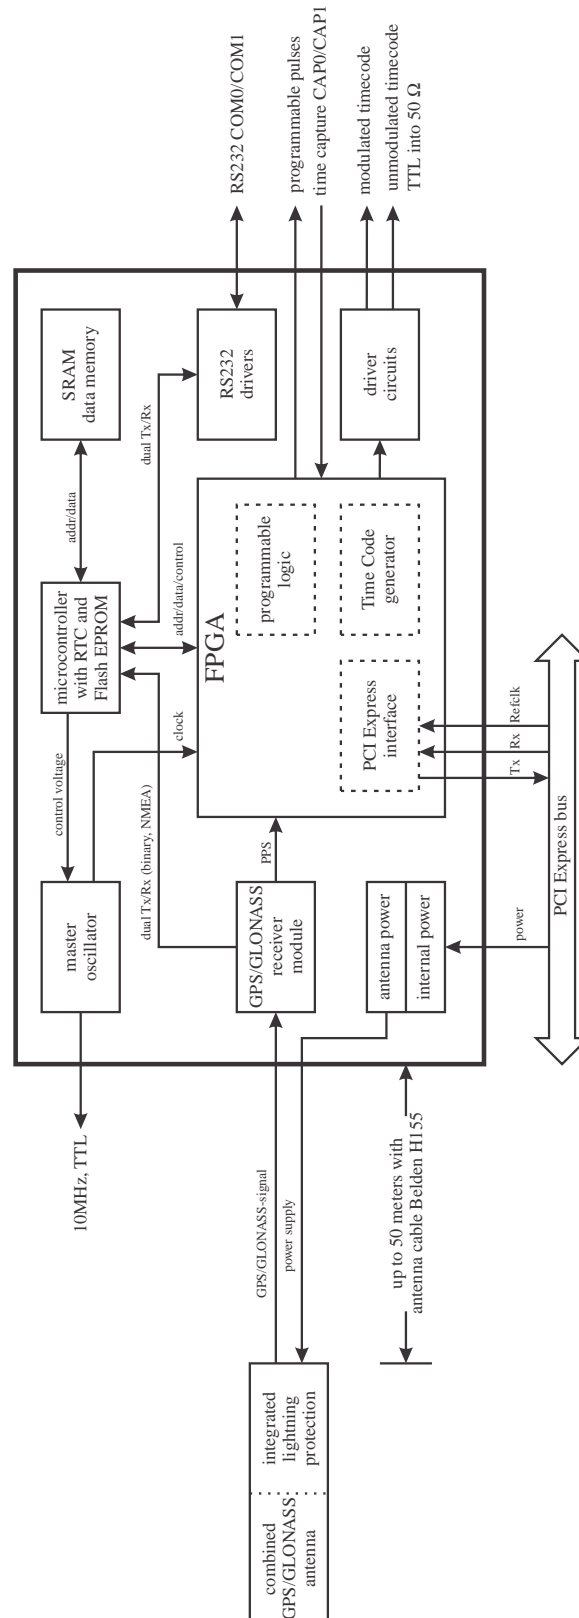 combined
GPS/GLONASS
antenna
integrated
lightning
protection
GPS/GLONASS-signal
power supply
up to 50 meters with
antenna cable Belden H155
10MHz, TTL
master
oscillator
control voltage
clock
dual Tx/Rx (binary, NMEA)
GPS/GLONASS
receiver
module
PPS
antenna power
internal power
power
PCI Express bus
microcontroller
with RTC and
Flash EPROM
addr/data
addr/data/control
dual Tx/Rx
SRAM
data memory
FPGA
programmable
logic
PCI Express
interface
Time Code
generator
Tx
Rx
Refclk
RS232
drivers
driver
circuits
RS232 COM0/COM1
programmable pulses
time capture CAP0/CAP1
modulated timecode
unmodulated timecode
TTL into 50 Ω